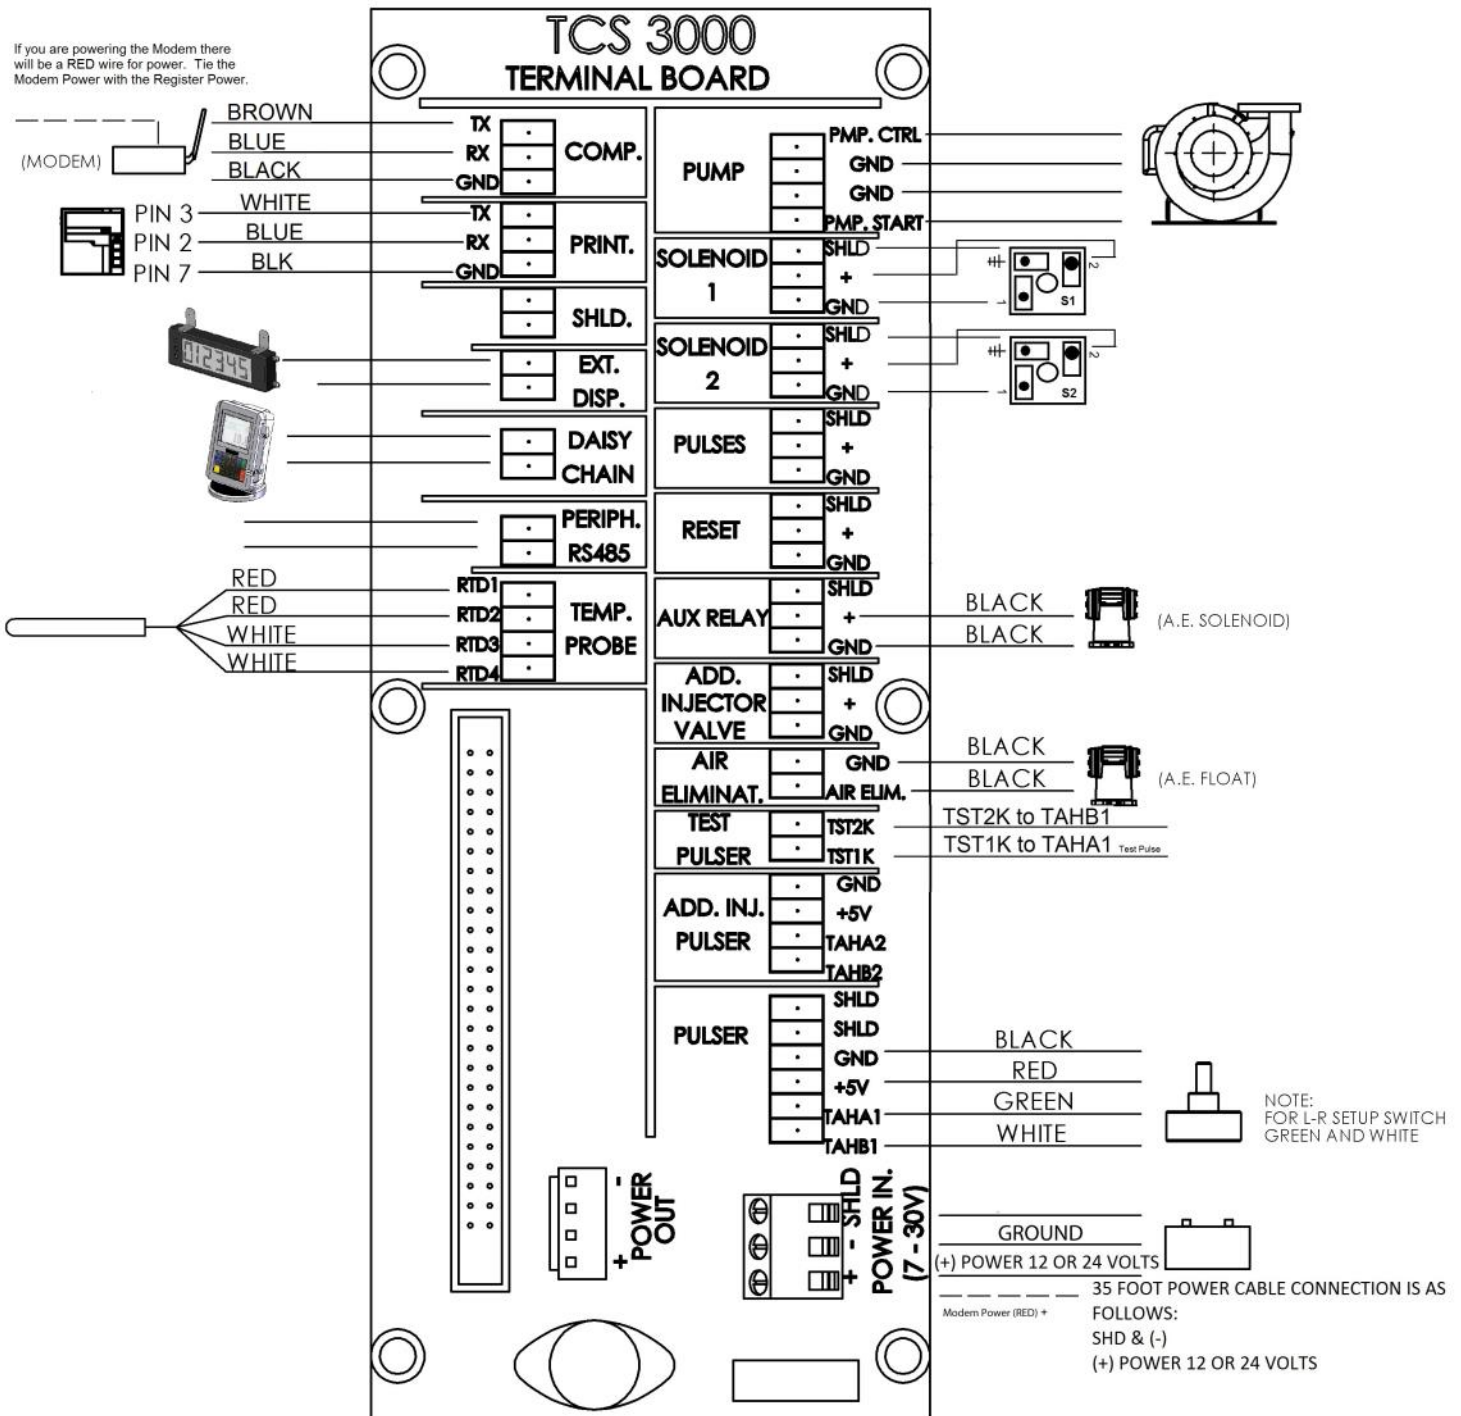 TCS 3000
TERMINAL BOARD
If you are powering the Modem there
will be a RED wire for power. Tie the
Modem Power with the Register Power.
(MODEM)
BROWN
BLUE
BLACK
TX
RX
GND
COMP.
PIN 3
PIN 2
PIN 7
WHITE
BLUE
BLK
TX
RX
GND
PRINT.
SHLD.
012345
EXT.
DISP.
DAISY
CHAIN
PERIPH.
RS485
RED
RED
WHITE
WHITE
RTD1
RTD2
RTD3
RTD4
TEMP.
PROBE
PUMP
PMP. CTRL
GND
GND
PMP. START
SOLENOID
1
SHLD
+
GND
2
1
S1
SOLENOID
2
SHLD
+
GND
2
1
S2
PULSES
SHLD
+
GND
RESET
SHLD
+
GND
AUX RELAY
SHLD
+
GND
BLACK
BLACK
(A.E. SOLENOID)
ADD.
INJECTOR
VALVE
SHLD
+
GND
AIR
ELIMINAT.
GND
AIR ELIM.
BLACK
BLACK
(A.E. FLOAT)
TEST
PULSER
TST2K
TST1K
TST2K to TAHB1
TST1K to TAHA1 Test Pulse
ADD. INJ.
PULSER
GND
+5V
TAHA2
TAHB2
PULSER
SHLD
SHLD
GND
+5V
TAHA1
TAHB1
BLACK
RED
GREEN
WHITE
NOTE:
FOR L-R SETUP SWITCH
GREEN AND WHITE
+ -
POWER
OUT
+ - SHLD
POWER IN.
(7 - 30V)
GROUND
(+) POWER 12 OR 24 VOLTS
Modem Power (RED) +
35 FOOT POWER CABLE CONNECTION IS AS
FOLLOWS:
SHD & (-)
(+) POWER 12 OR 24 VOLTS